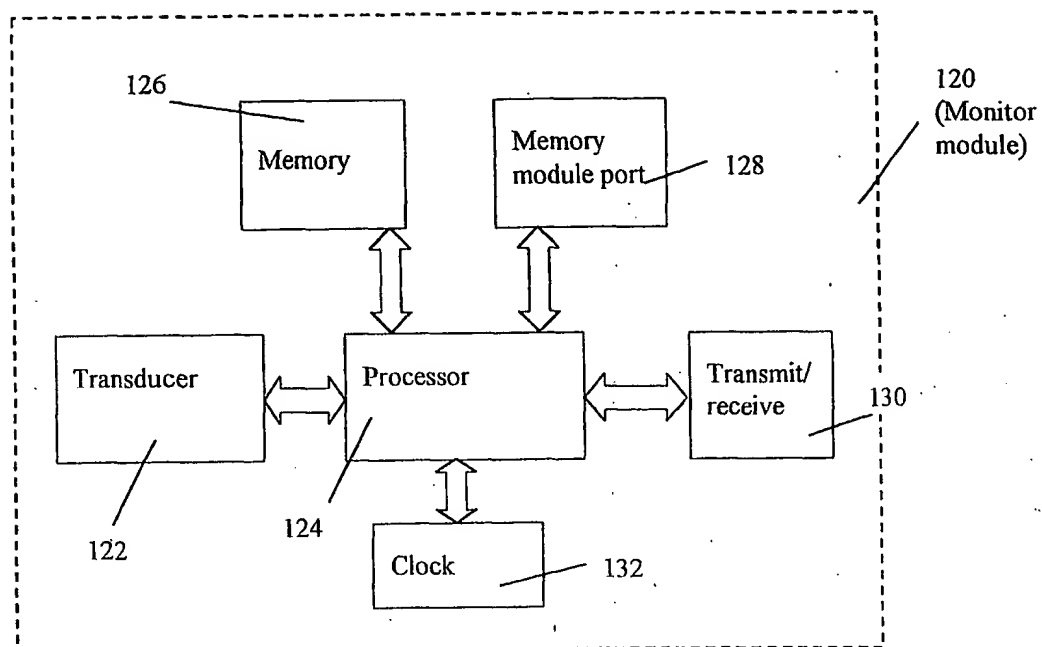 126
120
(Monitor
module)
Memory
Memory
module port
128
Transducer
Processor
Transmit/
receive
130
122
124
Clock
132